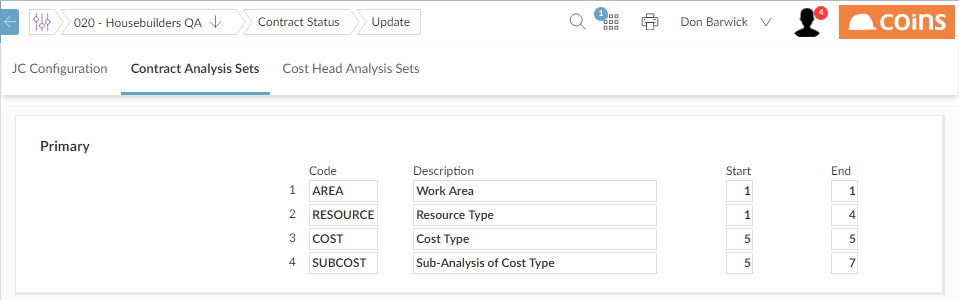 020 - Housebuilders QA Contract Status Update 1 Don Barwick 4 COINS
JC Configuration Contract Analysis Sets Cost Head Analysis Sets
Primary
Code Description Start End
1 AREA Work Area 1 1
2 RESOURCE Resource Type 1 4
3 COST Cost Type 5 5
4 SUBCOST Sub-Analysis of Cost Type 5 7